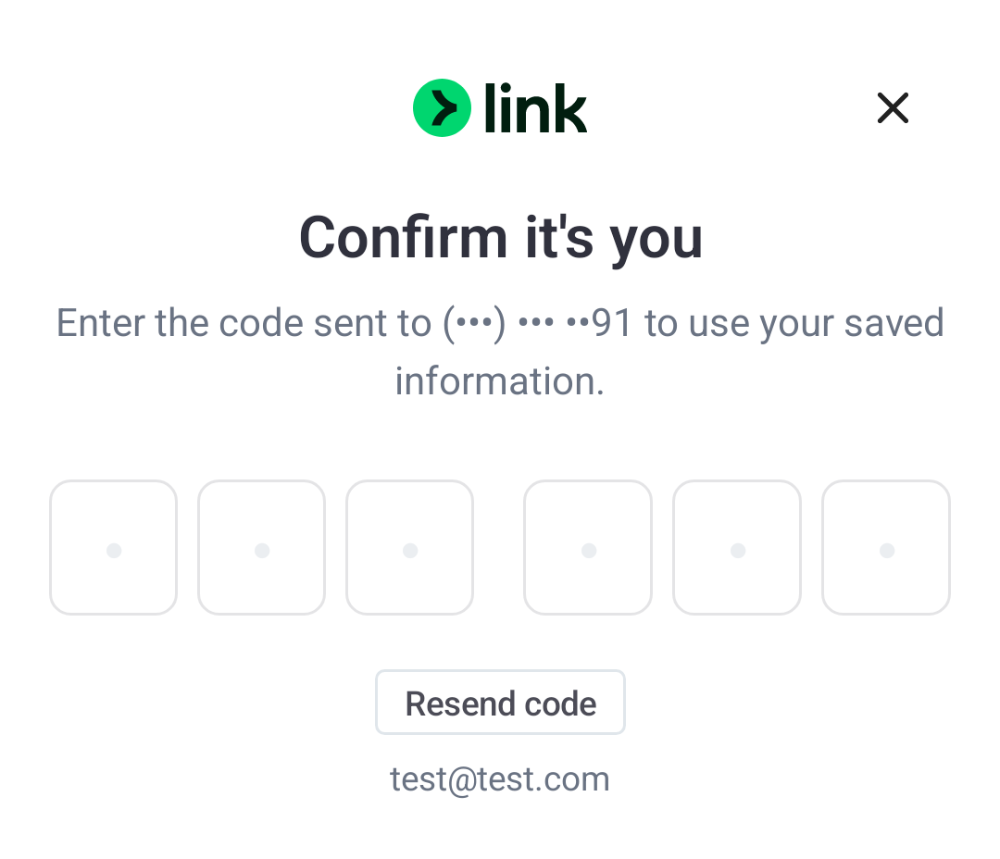 link
Confirm it's you
Enter the code sent to (•••) ••• ••91 to use your saved
information.
Resend code
test@test.com